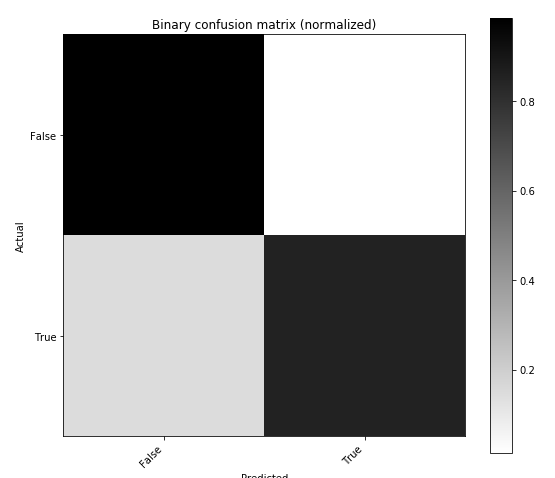 Binary confusion matrix (normalized)
False
True
Actual
False
True
Predicted
0.8
0.6
0.4
0.2